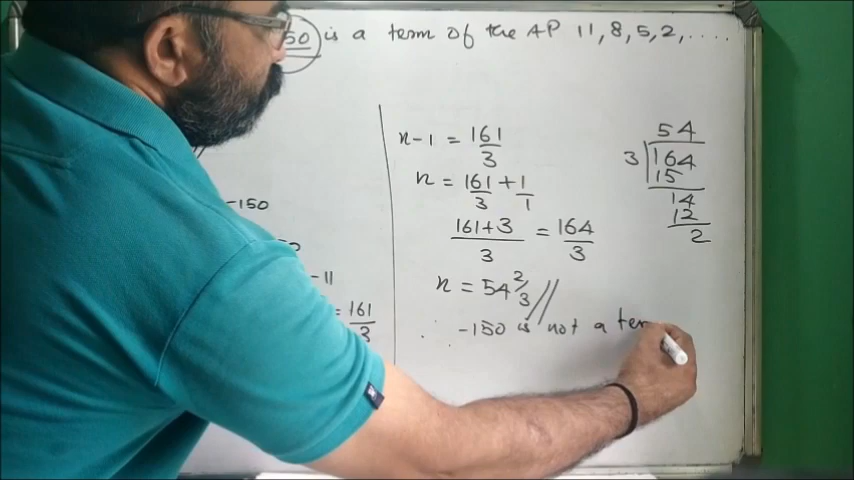 50 is a term of the AP 11, 8, 5, 2, ....
-150
-11
= 161/3
n-1 = 161/3
n = 161/3 + 1/1
161+3/3 = 164/3
n = 54 2/3 //
∴ -150 is not a ter
54
3 164
15
14
12
2